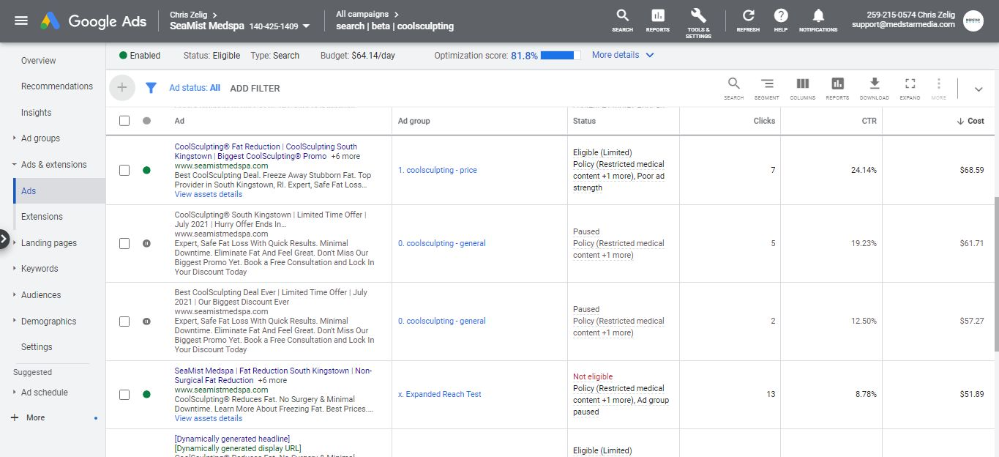 Google Ads
Chris Zelig
SeaMist Medspa 140-425-1409
All campaigns
search | beta | coolsculpting
SEARCH
REPORTS
TOOLS &
SETTINGS
REFRESH
HELP
NOTIFICATIONS
259-215-0574 Chris Zelig
support@medstarmedia.com
Overview
Recommendations
Insights
Ad groups
Ads & extensions
Ads
Extensions
Landing pages
Keywords
Audiences
Demographics
Settings
Suggested
Ad schedule
More
Enabled
Status: Eligible
Type: Search
Budget: $64.14/day
Optimization score: 81.8%
More details
Ad status: All
ADD FILTER
SEARCH
SEGMENT
COLUMNS
REPORTS
DOWNLOAD
EXPAND
MORE
Ad
Ad group
Status
Clicks
CTR
Cost
CoolSculpting® Fat Reduction | CoolSculpting South
Kingstown | Biggest CoolSculpting® Promo +6 more
www.seamistmedspa.com
Best CoolSculpting Deal. Freeze Away Stubborn Fat. Top
Provider in South Kingstown, RI. Expert, Safe Fat Loss…
View assets details
1. coolsculpting - price
Eligible (Limited)
Policy (Restricted medical
content +1 more), Poor ad
strength
7
24.14%
$68.59
CoolSculpting® South Kingstown | Limited Time Offer |
July 2021 | Hurry Offer Ends In…
www.seamistmedspa.com
Expert, Safe Fat Loss With Quick Results. Minimal
Downtime. Eliminate Fat And Feel Great. Don't Miss Our
Biggest Promo Yet. Book a Free Consultation and Lock In
Your Discount Today
0. coolsculpting - general
Paused
Policy (Restricted medical
content +1 more)
5
19.23%
$61.71
Best CoolSculpting Deal Ever | Limited Time Offer | July
2021 | Our Biggest Discount Ever
www.seamistmedspa.com
Expert, Safe Fat Loss With Quick Results. Minimal
Downtime. Eliminate Fat And Feel Great. Don't Miss Our
Biggest Promo Yet. Book a Free Consultation and Lock In
Your Discount Today
0. coolsculpting - general
Paused
Policy (Restricted medical
content +1 more)
2
12.50%
$57.27
SeaMist Medspa | Fat Reduction South Kingstown | Non-
Surgical Fat Reduction +6 more
www.seamistmedspa.com
CoolSculpting® Reduces Fat. No Surgery & Minimal
Downtime. Learn More About Freezing Fat. Best Prices.…
View assets details
x. Expanded Reach Test
Not eligible
Policy (Restricted medical
content +1 more), Ad group
paused
13
8.78%
$51.89
[Dynamically generated headline]
[Dynamically generated display URL]
CoolSculpting® Reduces Fat. No Surgery & Minimal
Eligible (Limited)